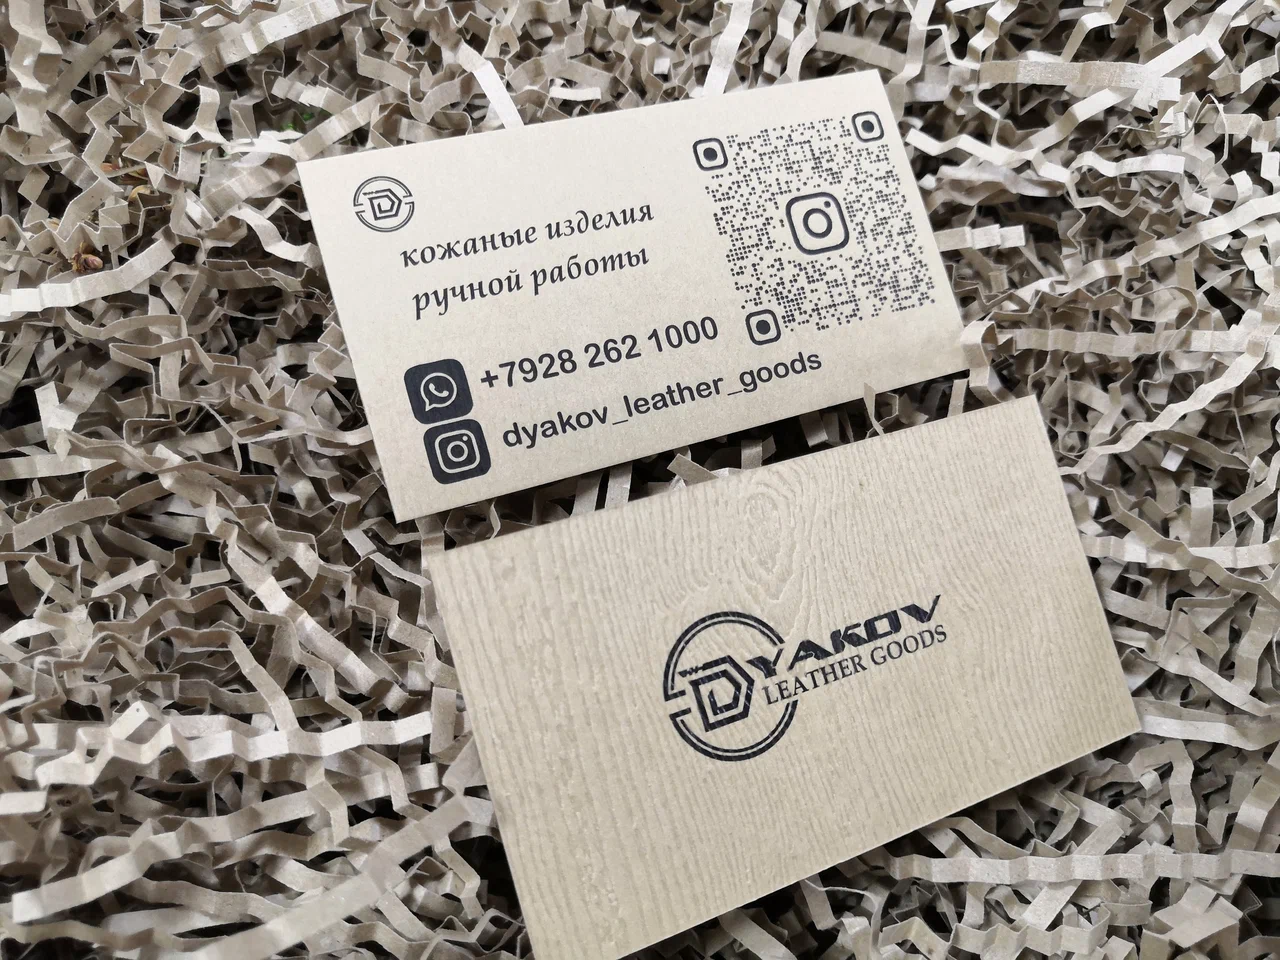 D
кожаные изделия
ручной работы
+7928 262 1000
dyakov_leather_goods
DYAKOV
LEATHER GOODS